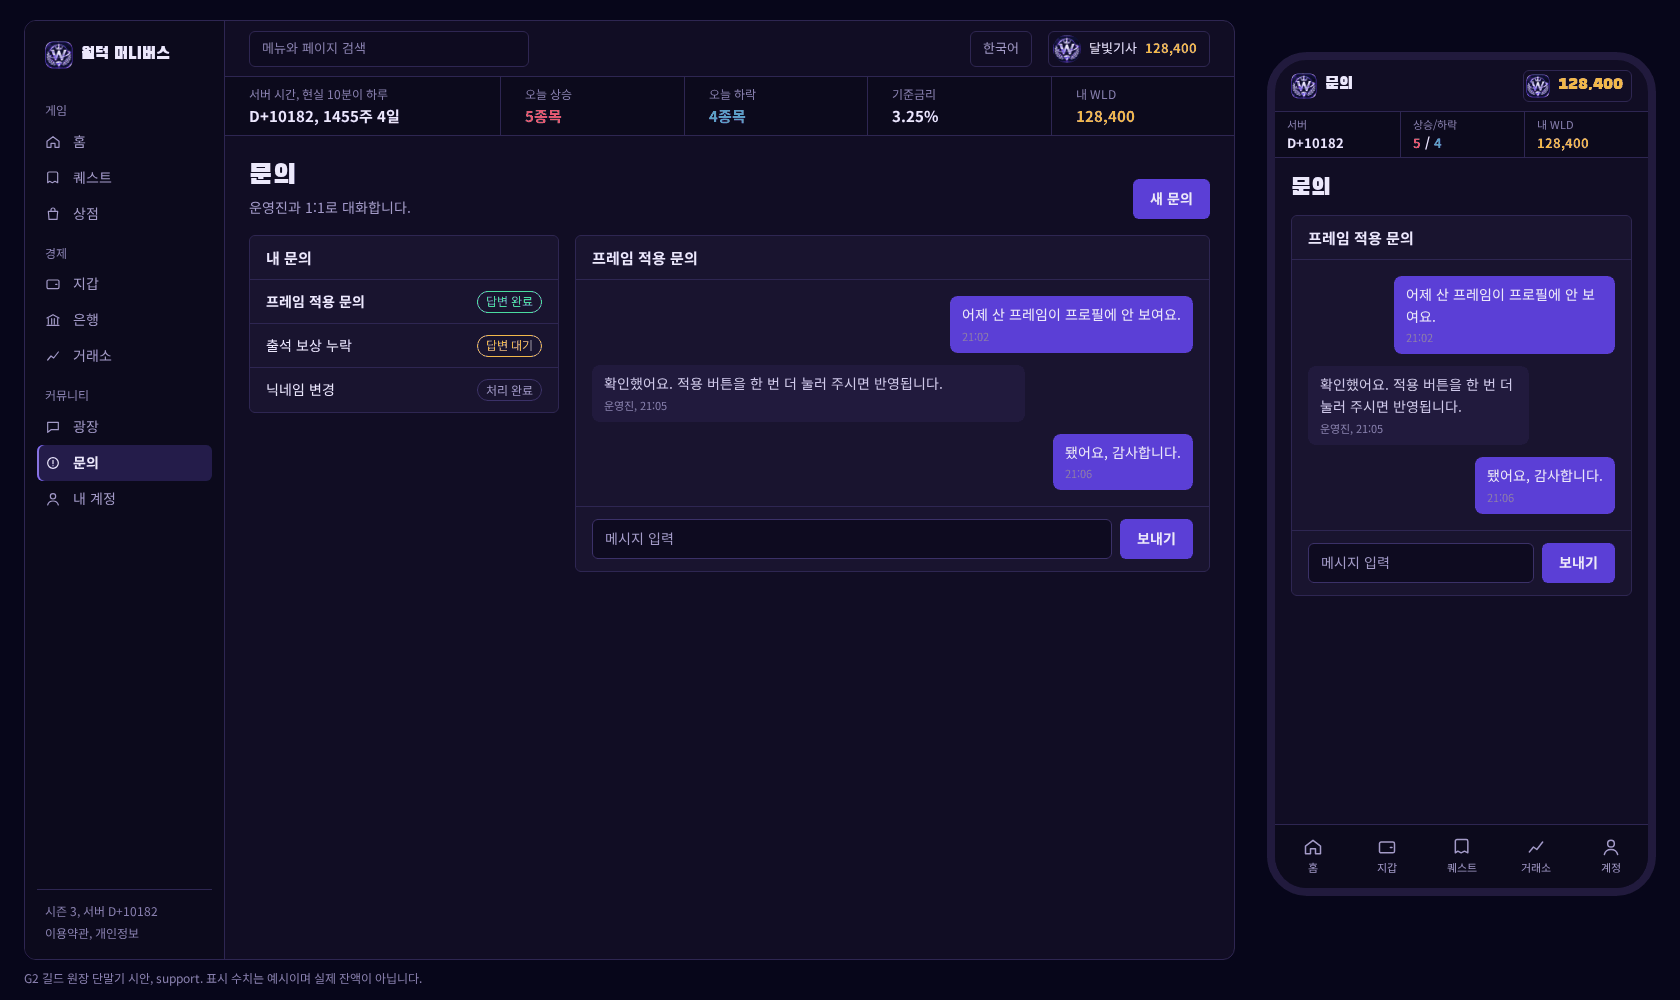 월덕 머니버스
게임
홈
퀘스트
상점
경제
지갑
은행
거래소
커뮤니티
광장
문의
내 계정
시즌 3, 서버 D+10182
이용약관, 개인정보
메뉴와 페이지 검색
한국어
달빛기사 128,400
서버 시간, 현실 10분이 하루
D+10182, 1455주 4일
오늘 상승
5종목
오늘 하락
4종목
기준금리
3.25%
내 WLD
128,400
문의
운영진과 1:1로 대화합니다.
새 문의
내 문의
프레임 적용 문의 답변 완료
출석 보상 누락 답변 대기
닉네임 변경 처리 완료
프레임 적용 문의
어제 산 프레임이 프로필에 안 보여요.
21:02
확인했어요. 적용 버튼을 한 번 더 눌러 주시면 반영됩니다.
운영진, 21:05
됐어요, 감사합니다.
21:06
메시지 입력
보내기
문의
128,400
서버
D+10182
상승/하락
5 / 4
내 WLD
128,400
문의
프레임 적용 문의
어제 산 프레임이 프로필에 안 보
여요.
21:02
확인했어요. 적용 버튼을 한 번 더
눌러 주시면 반영됩니다.
운영진, 21:05
됐어요, 감사합니다.
21:06
메시지 입력
보내기
홈
지갑
퀘스트
거래소
계정
G2 길드 원장 단말기 시안, support. 표시 수치는 예시이며 실제 잔액이 아닙니다.